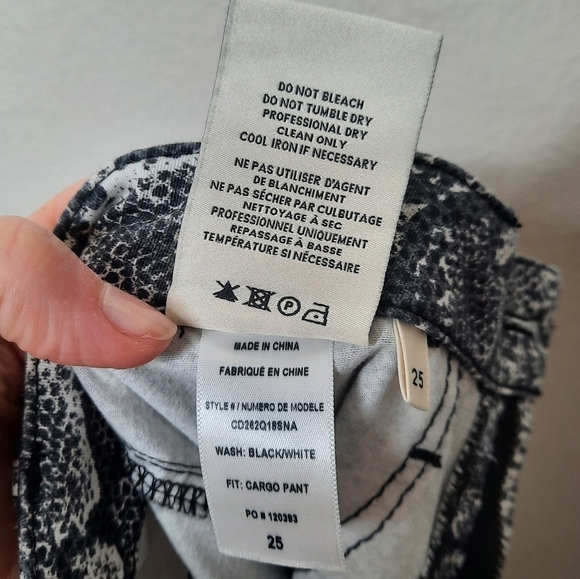 DO NOT BLEACH
DO NOT TUMBLE DRY
PROFESSIONAL DRY
CLEAN ONLY
COOL IRON IF NECESSARY
NE PAS UTILISER D'AGENT
DE BLANCHIMENT
NE PAS SÉCHER PAR CULBUTAGE
NETTOYAGE À SEC
PROFESSIONNEL UNIQUEMENT
REPASSAGE A BASSE
TEMPÉRATURE SI NÉCESSAIRE
P
MADE IN CHINA
FABRIQUÉ EN CHINE
STYLE # / NUMERO DE MODELE
CD262Q18SNA
WASH: BLACK/WHITE
FIT: CARGO PANT
PO # 120393
25
25